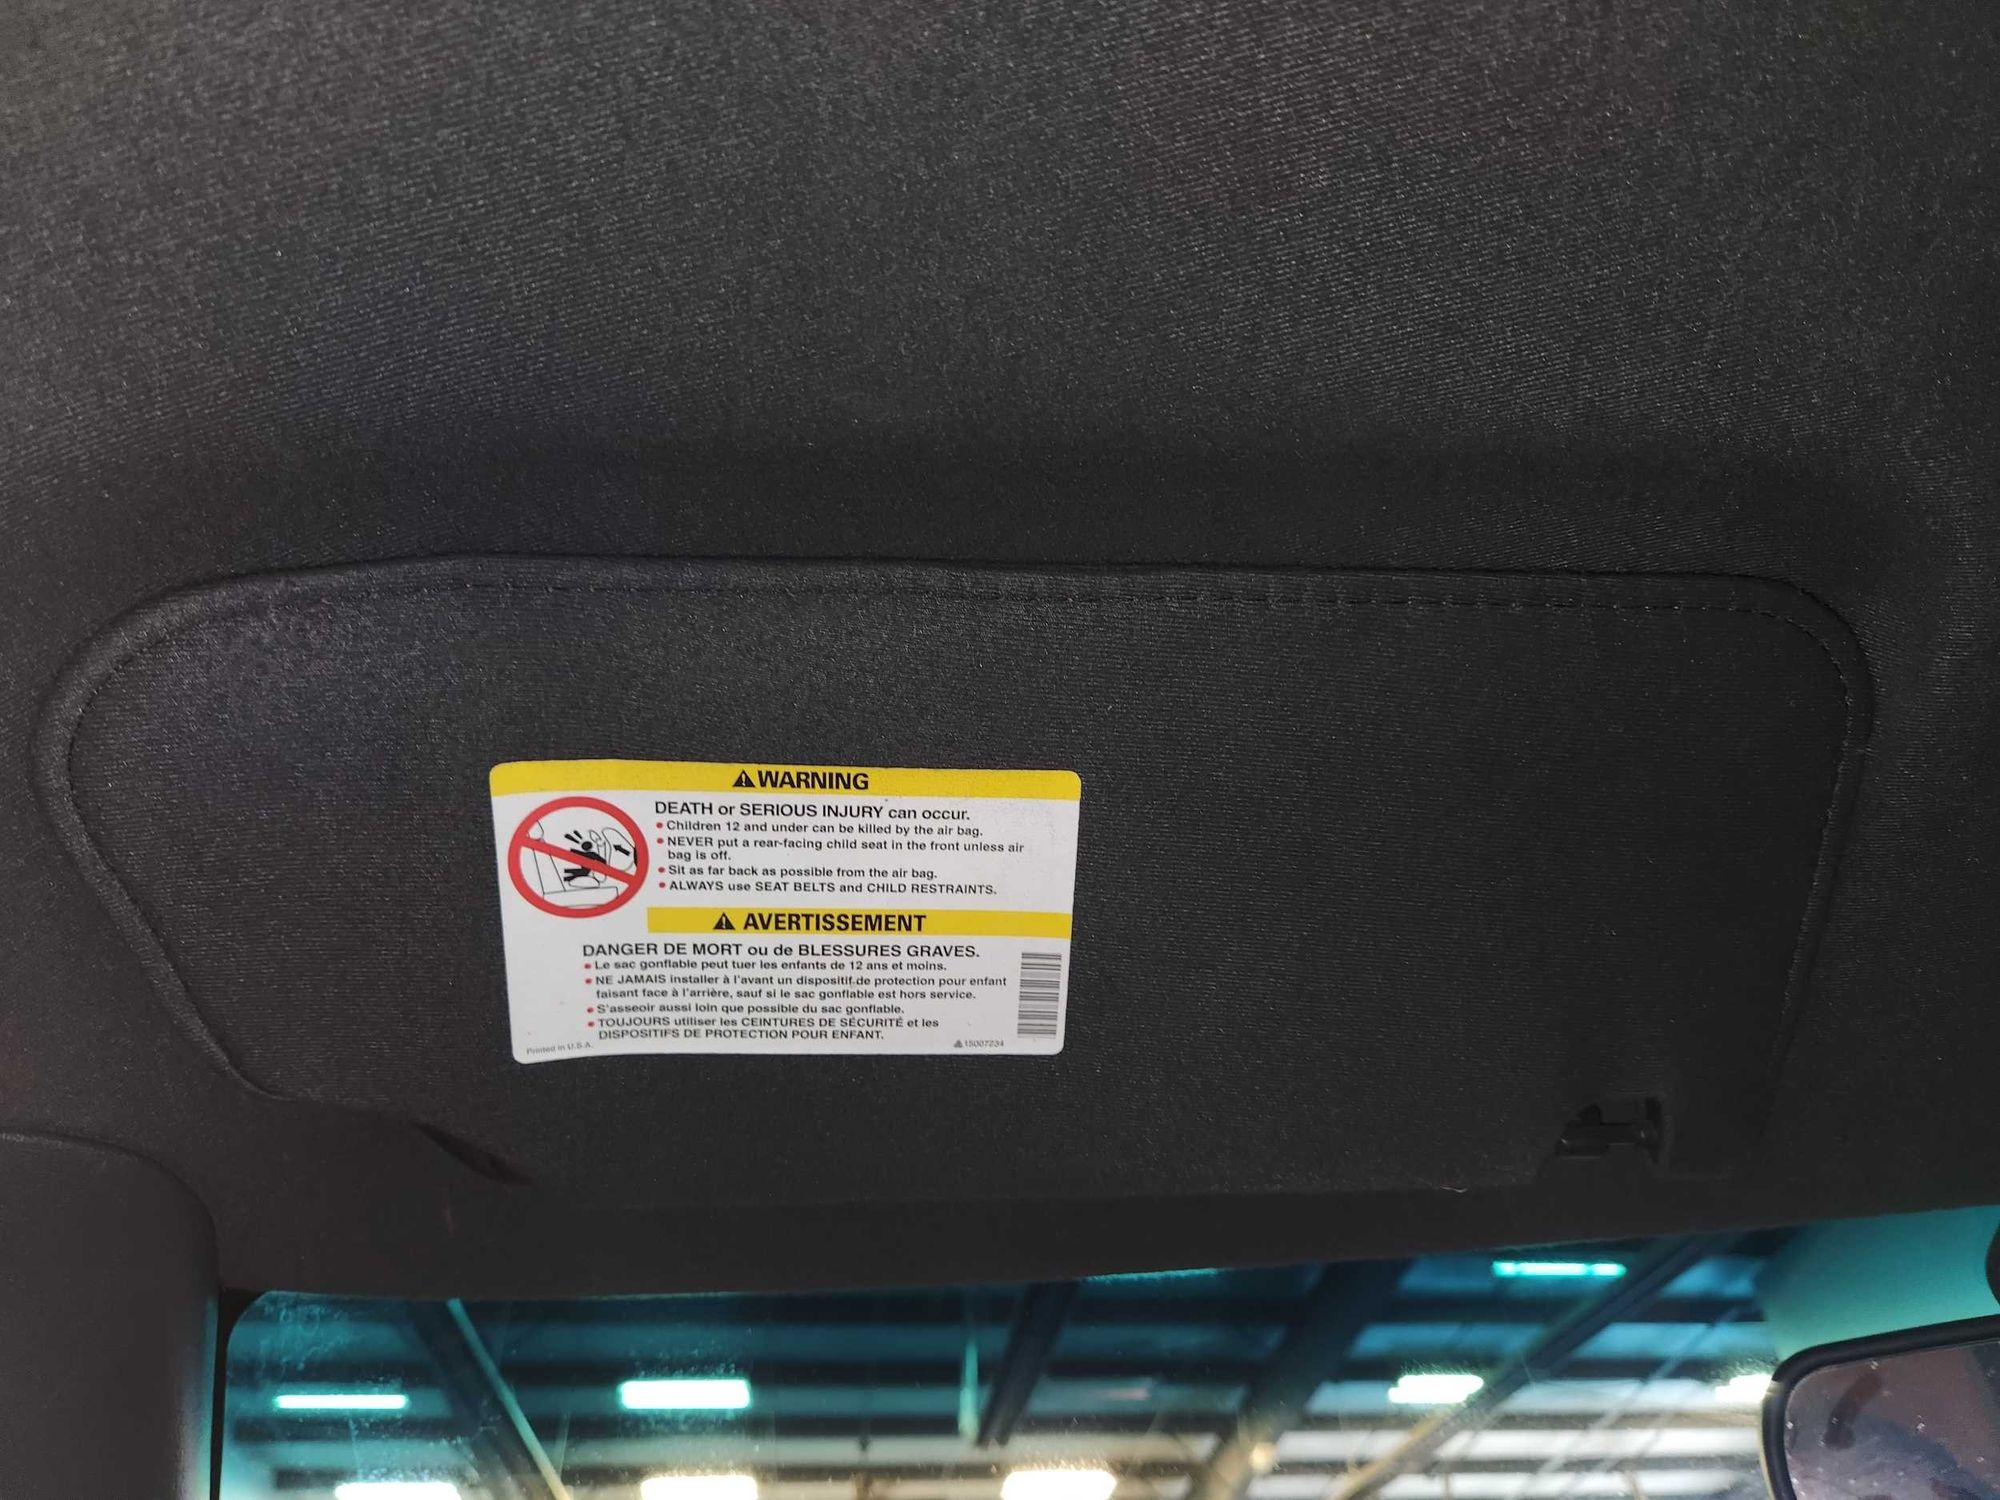 WARNING
DEATH or SERIOUS INJURY can occur.
• Children 12 and under can be killed by the air bag.
• NEVER put a rear-facing child seat in the front unless air
bag is off.
• Sit as far back as possible from the air bag.
• ALWAYS use SEAT BELTS and CHILD RESTRAINTS.
AVERTISSEMENT
DANGER DE MORT ou de BLESSURES GRAVES.
• Le sac gonflable peut tuer les enfants de 12 ans et moins.
• NE JAMAIS installer à l'avant un dispositif de protection pour enfant
faisant face à l'arrière, sauf si le sac gonflable est hors service.
• S'asseoir aussi loin que possible du sac gonflable.
• TOUJOURS utiliser les CEINTURES DE SÉCURITÉ et les
DISPOSITIFS DE PROTECTION POUR ENFANT.
Printed in U.S.A.
15007234